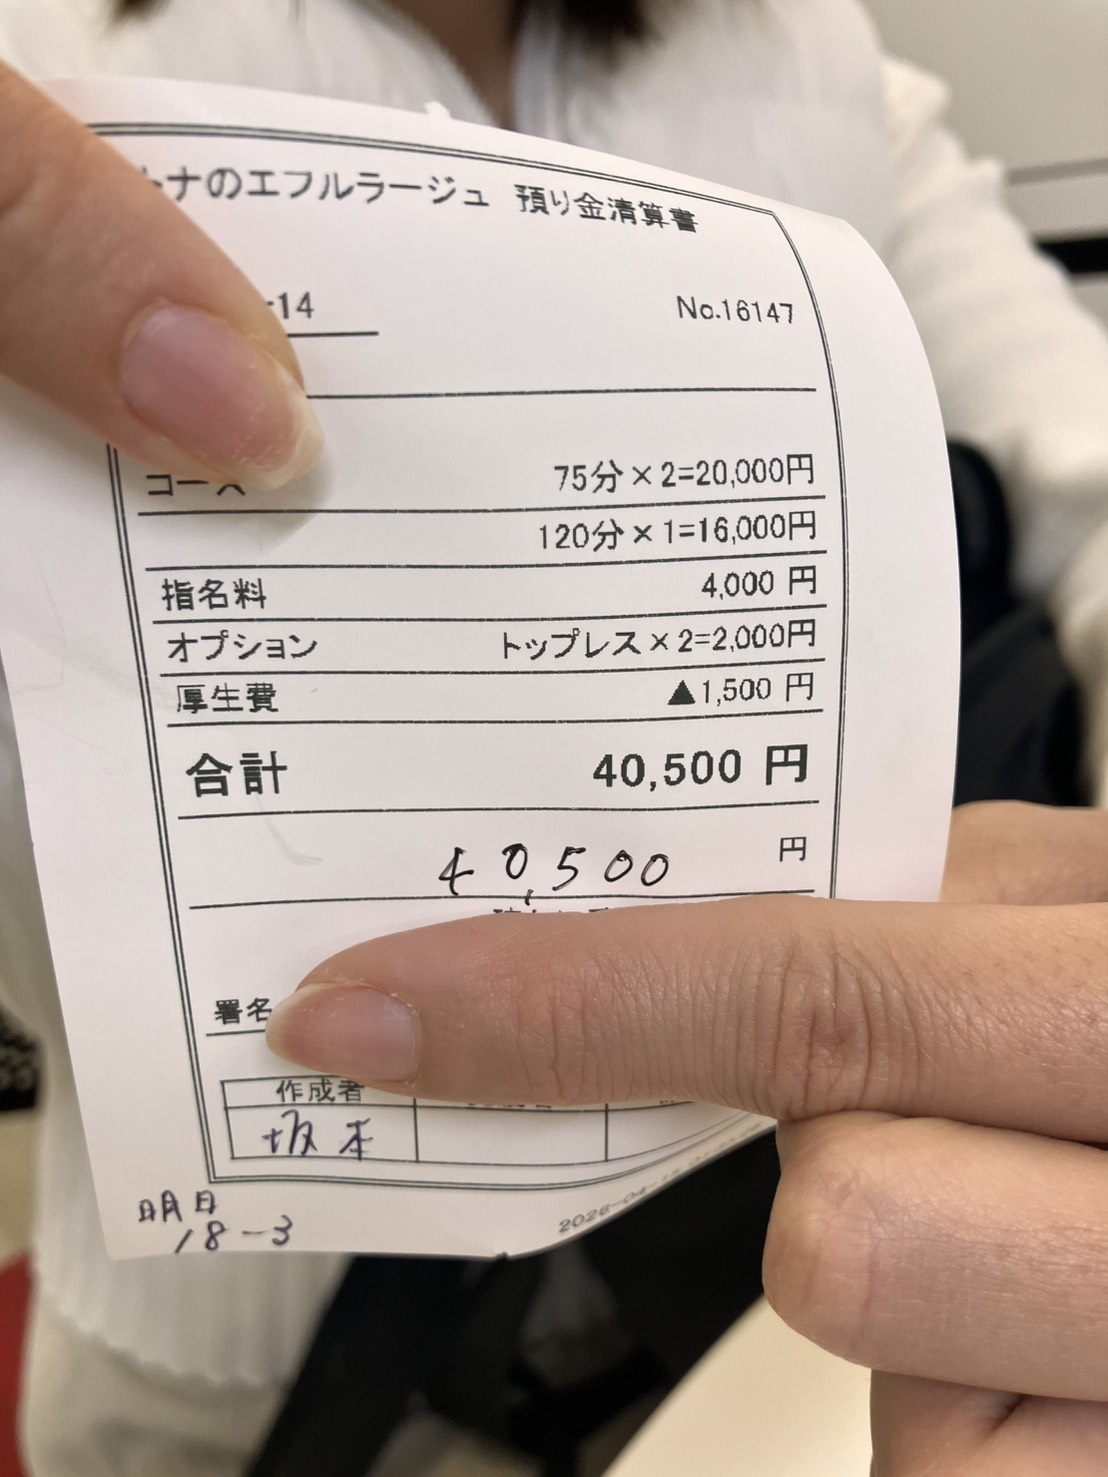 トナのエフルラージュ 預り金清算書
-14
No.16147
コース 75分×2=20,000円
120分×1=16,000円
指名料 4,000 円
オプション トップレス×2=2,000円
厚生費 ▲1,500 円
合計 40,500 円
40,500 円
署名
作成者
坂本
明日
18-3